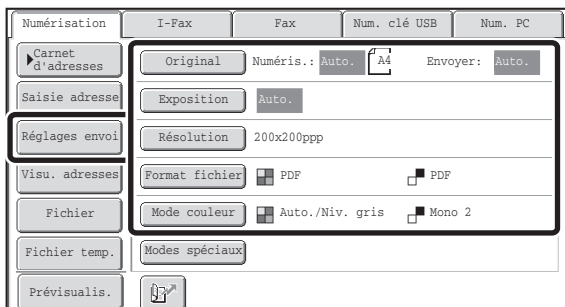 Numérisation I-Fax Fax Num. clé USB Num. PC
Carnet d'adresses
Original Numéris.: Auto. A4 Envoyer: Auto.
Saisie adresse
Exposition Auto.
Réglages envoi
Résolution 200x200ppp
Visu. adresses
Format fichier PDF PDF
Fichier
Mode couleur Auto./Niv. gris Mono 2
Fichier temp.
Modes spéciaux
Prévisualis.